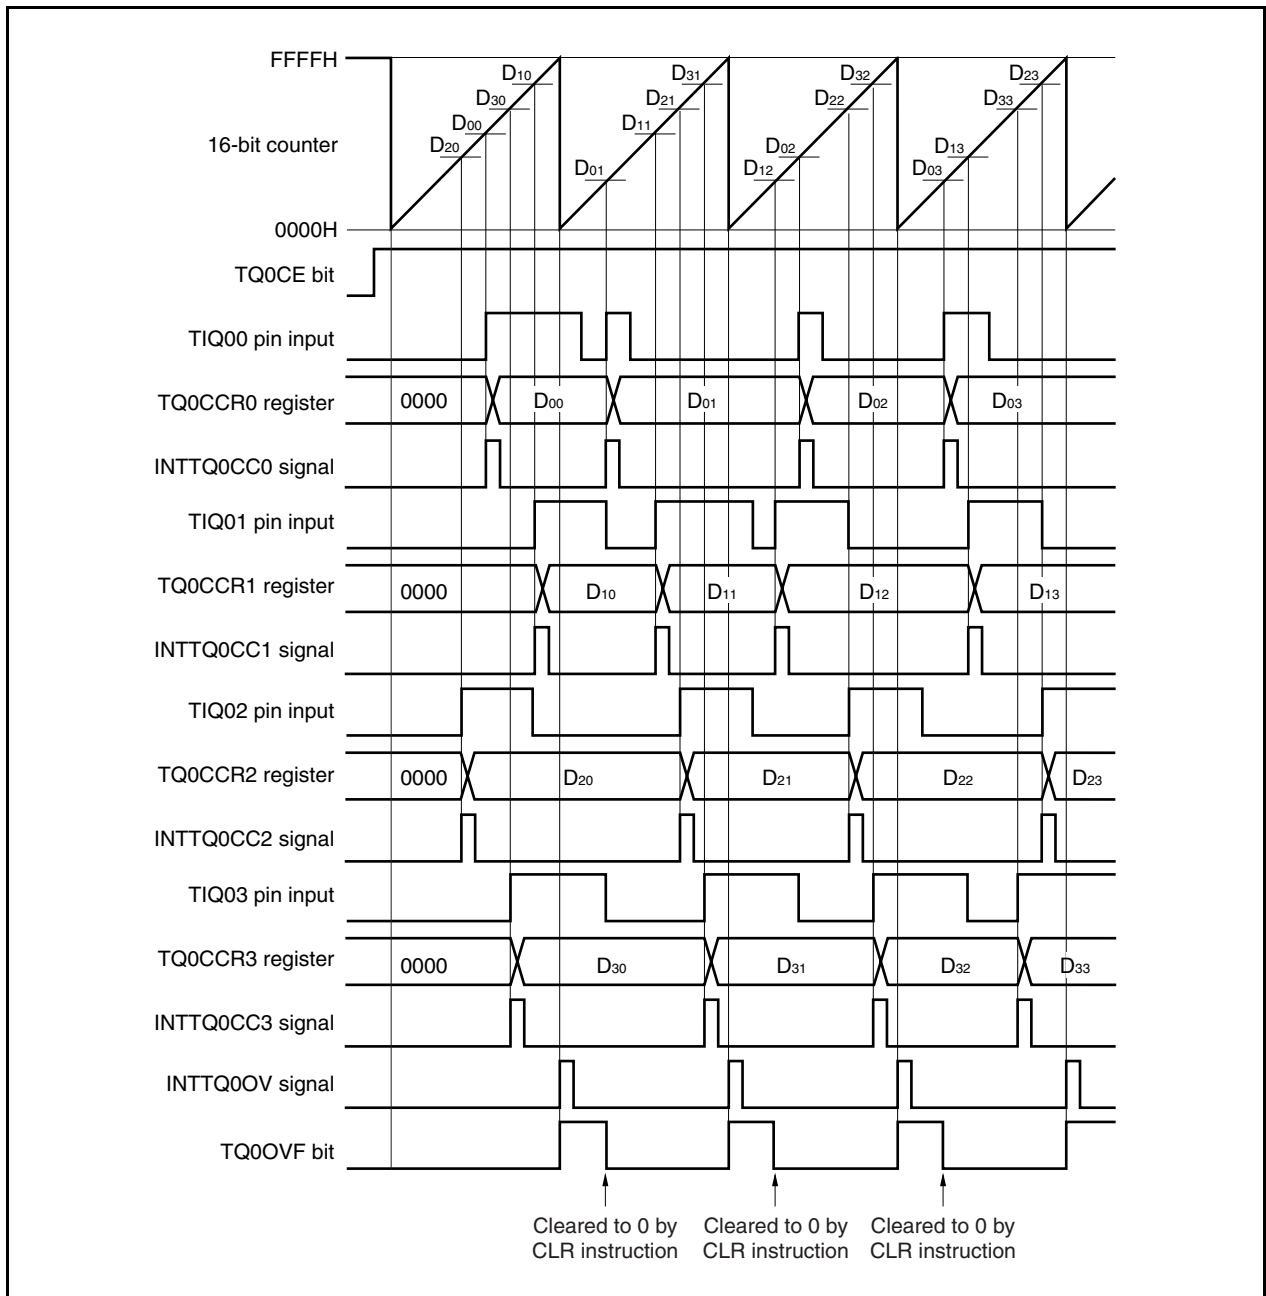 FFFFH
D10
D31
D32
D23
D30
D21
D22
D33
D00
D11
16-bit counter
D20
D02
D13
D01
D12
D03
0000H
TQ0CE bit
TIQ00 pin input
TQ0CCR0 register
0000
D00
D01
D02
D03
INTTQ0CC0 signal
TIQ01 pin input
TQ0CCR1 register
0000
D10
D11
D12
D13
INTTQ0CC1 signal
TIQ02 pin input
TQ0CCR2 register
0000
D20
D21
D22
D23
INTTQ0CC2 signal
TIQ03 pin input
TQ0CCR3 register
0000
D30
D31
D32
D33
INTTQ0CC3 signal
INTTQ0OV signal
TQ0OVF bit
Cleared to 0 by
CLR instruction
Cleared to 0 by
CLR instruction
Cleared to 0 by
CLR instruction